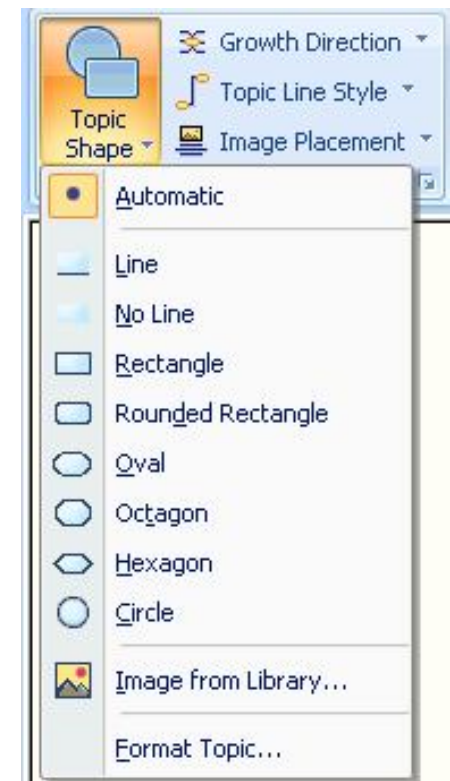 Topic
Shape
Growth Direction
Topic Line Style
Image Placement
Automatic
Line
No Line
Rectangle
Rounded Rectangle
Oval
Octagon
Hexagon
Circle
Image from Library...
Format Topic...